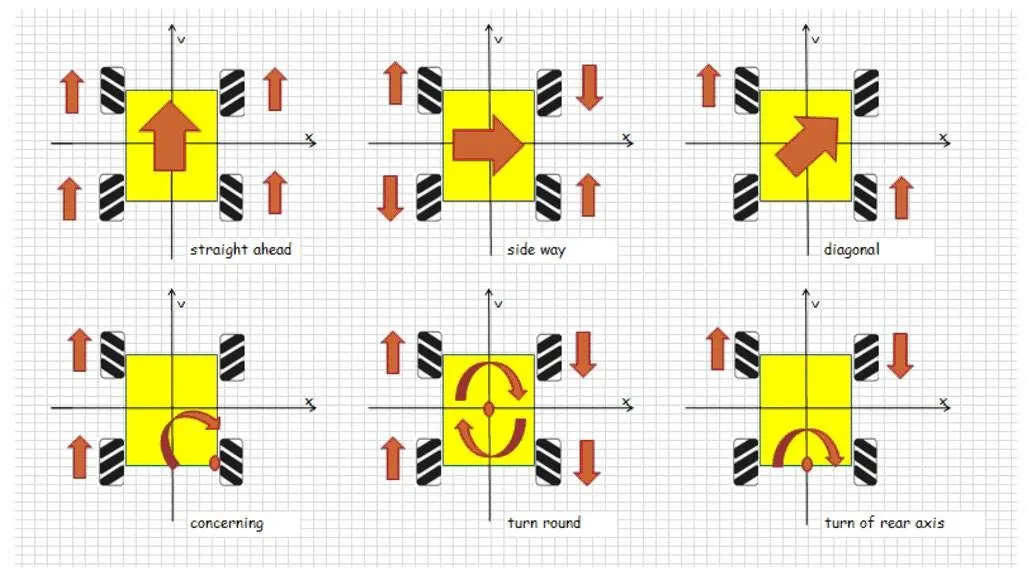 v
v
v
x
x
x
straight ahead
side way
diagonal
v
v
v
x
x
x
concerning
turn round
turn of rear axis